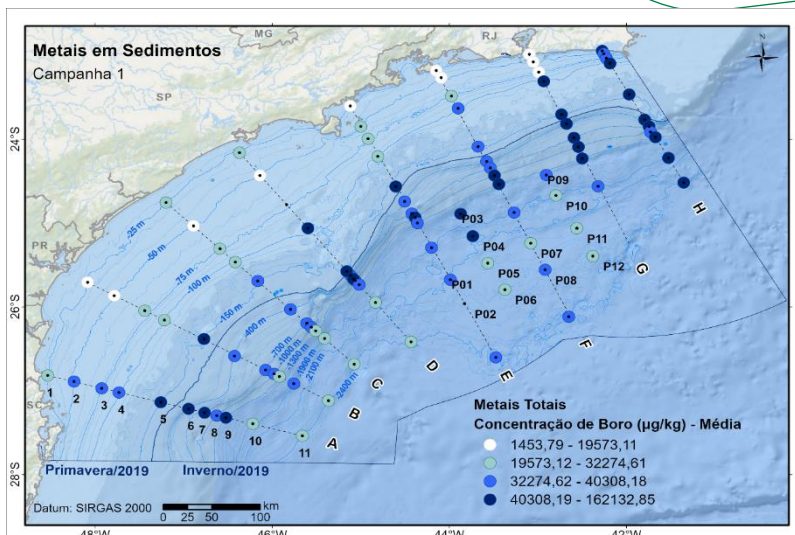 Metais em Sedimentos
Campanha 1
MG
RJ
SP
PR
SC
24°S
26°S
28°S
-25 m
-50 m
-75 m
-100 m
-150 m
-400 m
-700 m
-1000 m
-1300 m
-1900 m
-2100 m
-2400 m
P09
P10
P03
P04
P11
P07
P12
P05
P01
P08
P06
P02
H
G
F
E
D
C
B
A
1
2
3
4
5
6
7
8
9
10
11
Primavera/2019
Inverno/2019
Datum: SIRGAS 2000
km
0 25 50 100
Metais Totais
Concentração de Boro (µg/kg) - Média
1453,79 - 19573,11
19573,12 - 32274,61
32274,62 - 40308,18
40308,19 - 162132,85
48°W
46°W
44°W
42°W